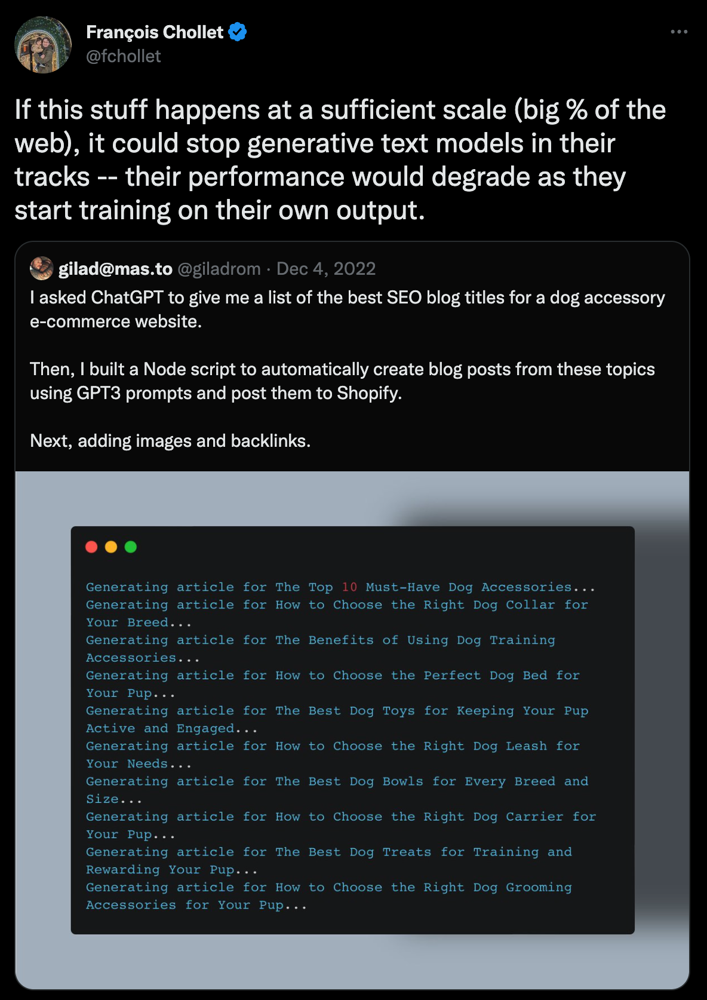 François Chollet
@fchollet
If this stuff happens at a sufficient scale (big % of the
web), it could stop generative text models in their
tracks -- their performance would degrade as they
start training on their own output.
gilad@mas.to @giladrom · Dec 4, 2022
I asked ChatGPT to give me a list of the best SEO blog titles for a dog accessory
e-commerce website.
Then, I built a Node script to automatically create blog posts from these topics
using GPT3 prompts and post them to Shopify.
Next, adding images and backlinks.
Generating article for The Top 10 Must-Have Dog Accessories...
Generating article for How to Choose the Right Dog Collar for
Your Breed...
Generating article for The Benefits of Using Dog Training
Accessories...
Generating article for How to Choose the Perfect Dog Bed for
Your Pup...
Generating article for The Best Dog Toys for Keeping Your Pup
Active and Engaged...
Generating article for How to Choose the Right Dog Leash for
Your Needs...
Generating article for The Best Dog Bowls for Every Breed and
Size...
Generating article for How to Choose the Right Dog Carrier for
Your Pup...
Generating article for The Best Dog Treats for Training and
Rewarding Your Pup...
Generating article for How to Choose the Right Dog Grooming
Accessories for Your Pup...